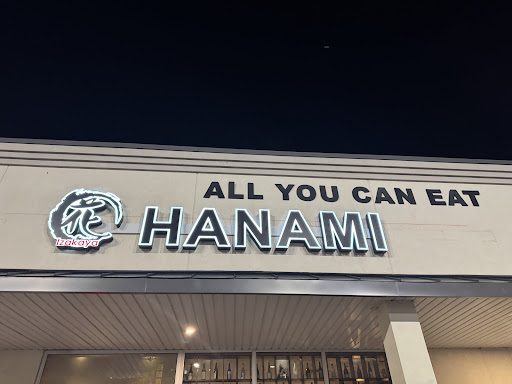 ALL YOU CAN EAT
花
Izakaya
HANAMI